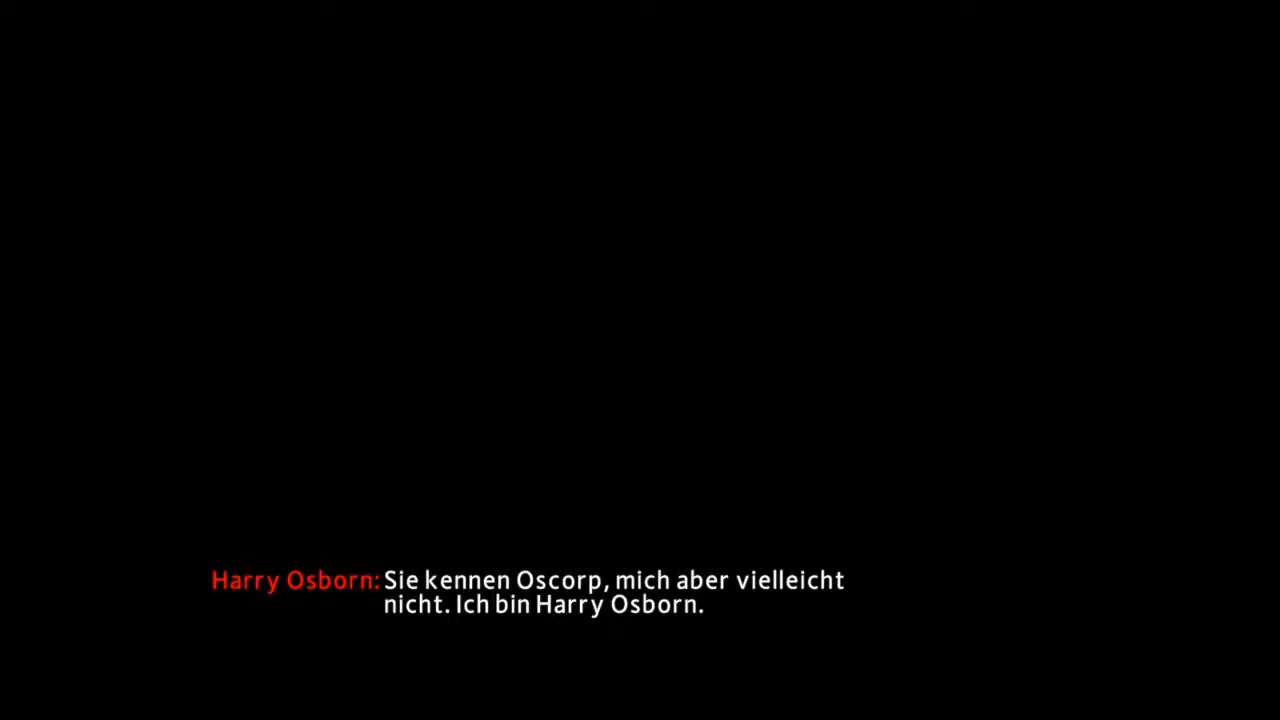 Harry Osborn: Sie kennen Oscorp, mich aber vielleicht
nicht. Ich bin Harry Osborn.